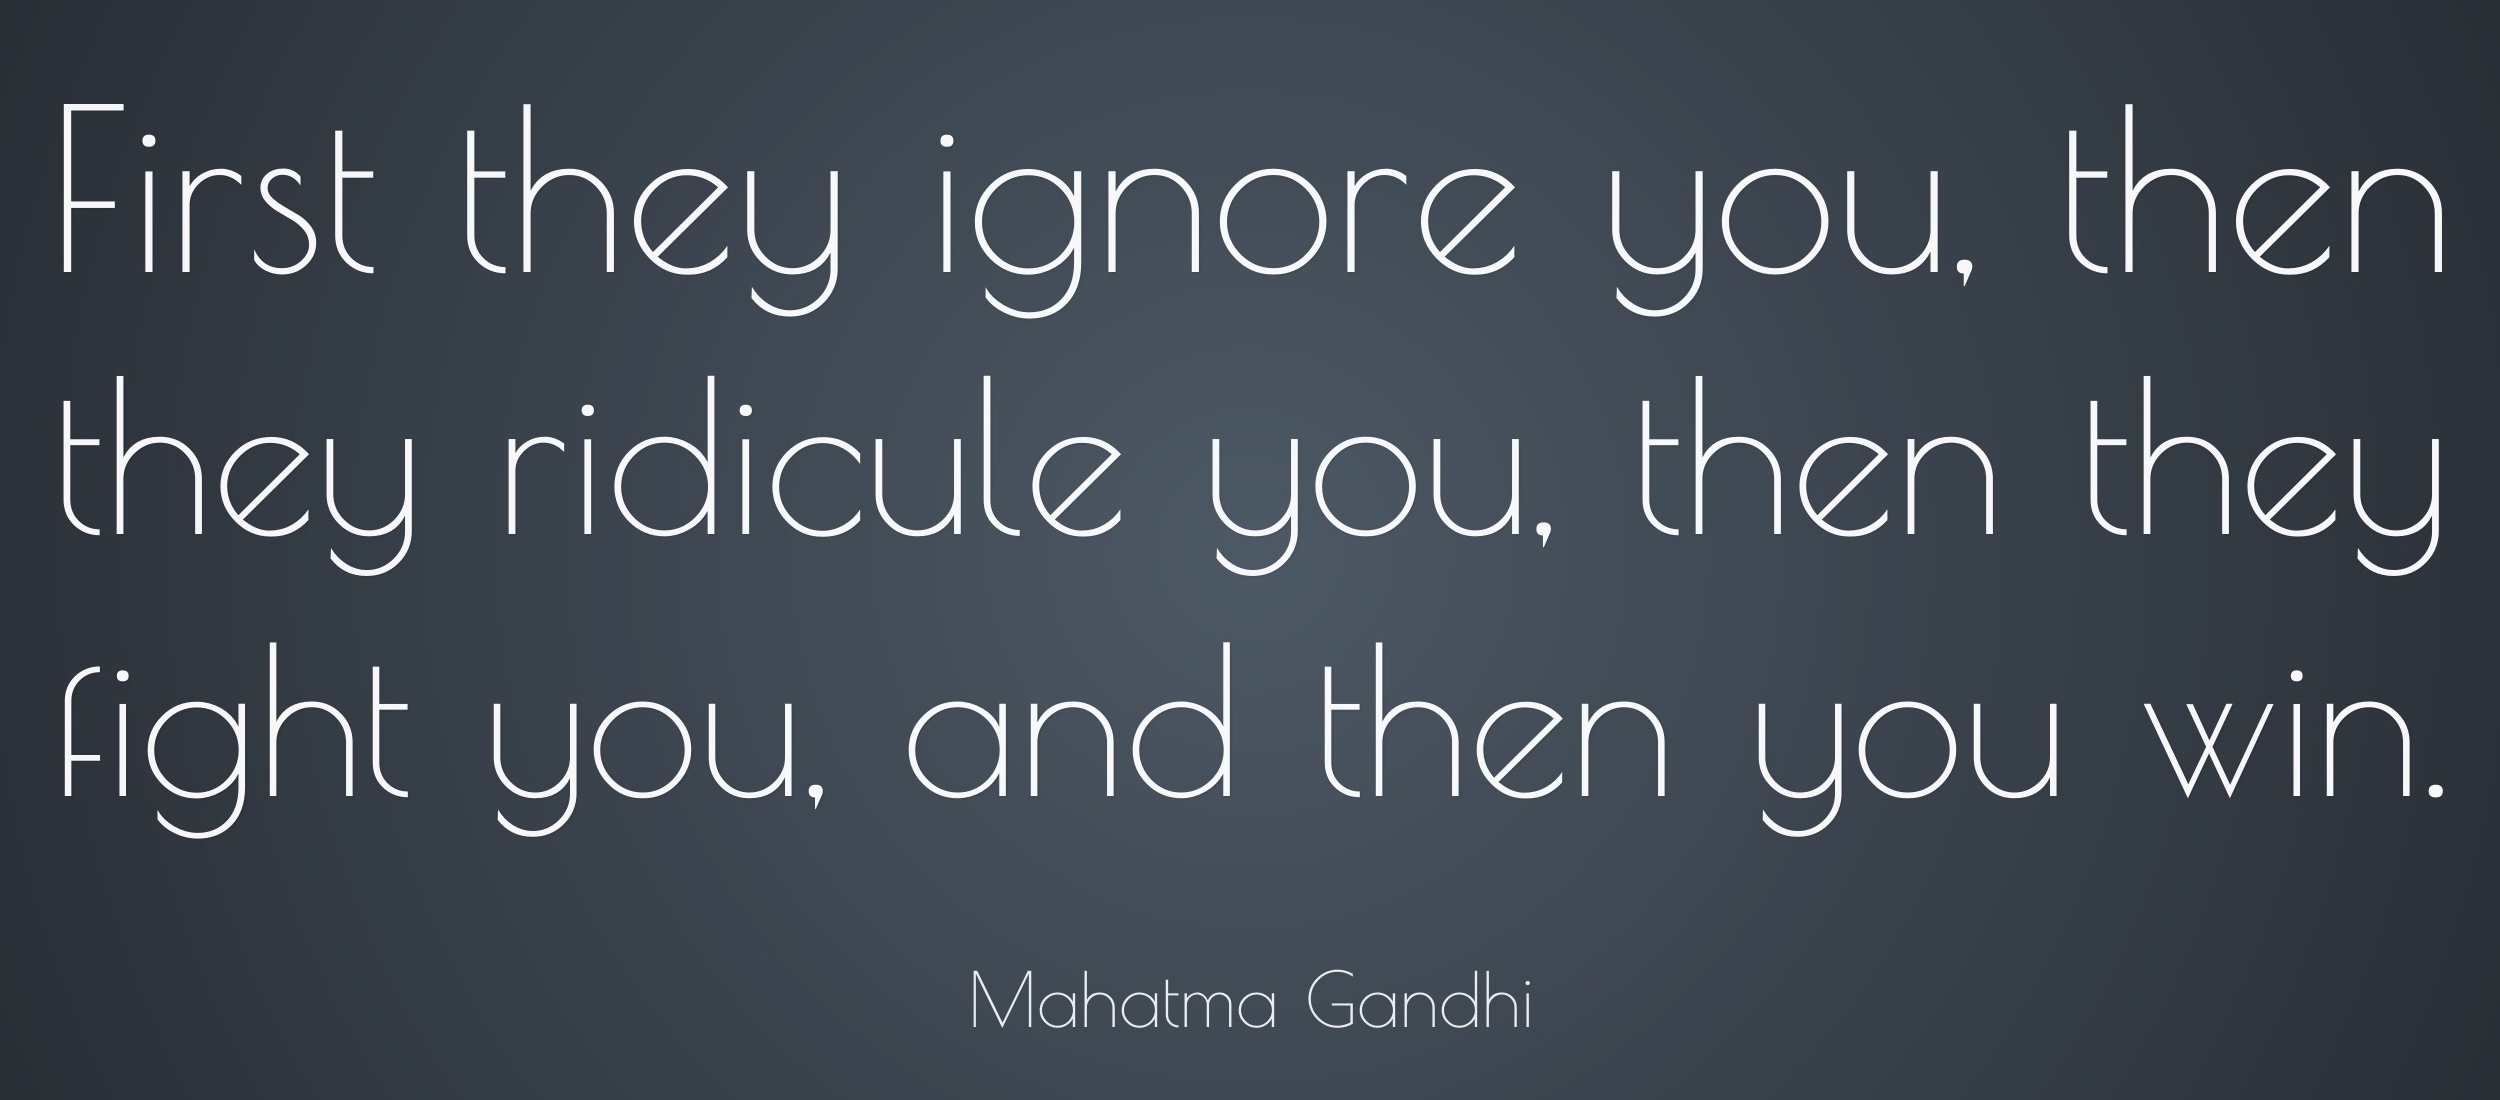 First they ignore you, then
they ridicule you, then they
fight you, and then you win.
Mahatma Gandhi